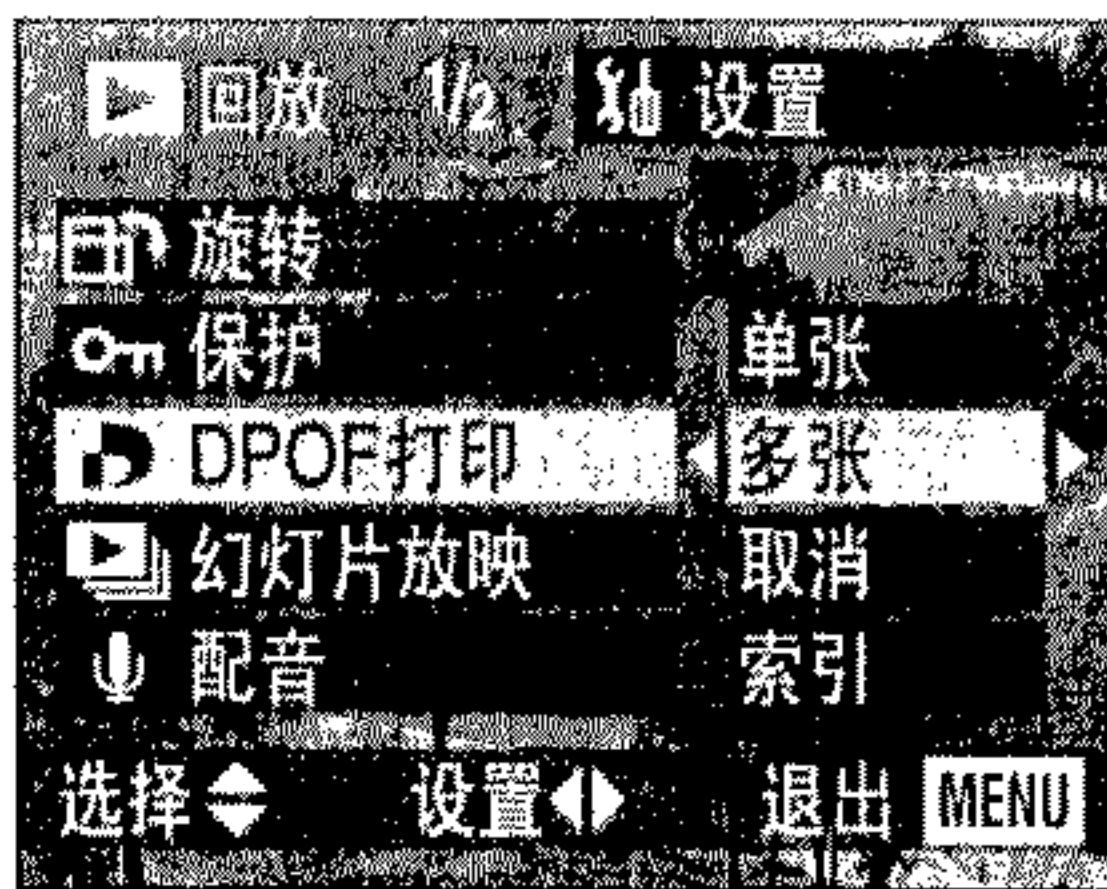 回放 1/2 设置
旋转
保护 单张
DPOF打印 多张
幻灯片放映 取消
配音 索引
选择 设置 退出 MENU